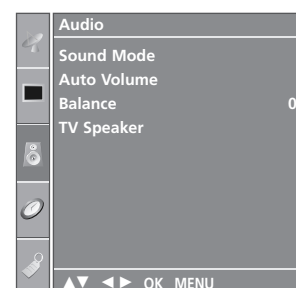 Audio
Sound Mode
Auto Volume
Balance 0
TV Speaker
▲▼ ◄► OK MENU